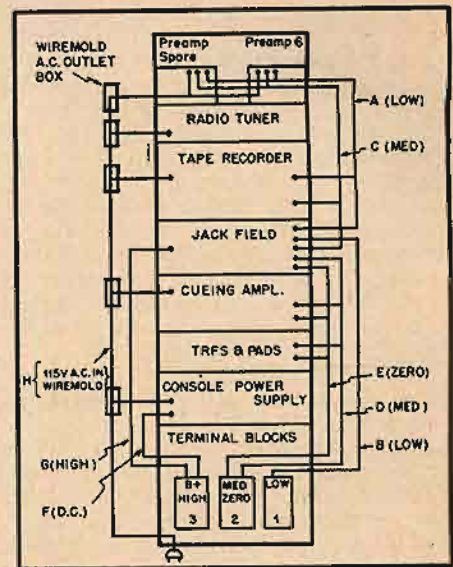 WIREMOLD
A.C. OUTLET
BOX
Preamp
Spare
Preamp 6
RADIO TUNER
TAPE RECORDER
A (LOW)
C (MED)
JACK FIELD
CUEING AMPL.
TRFS & PADS
H{ 115V A.C. IN
WIREMOLD
CONSOLE POWER
SUPPLY
E (ZERO)
D (MED)
B (LOW)
TERMINAL BLOCKS
G (HIGH)
F (D.C.)
B+
HIGH
3
MED
ZERO
2
LOW
1